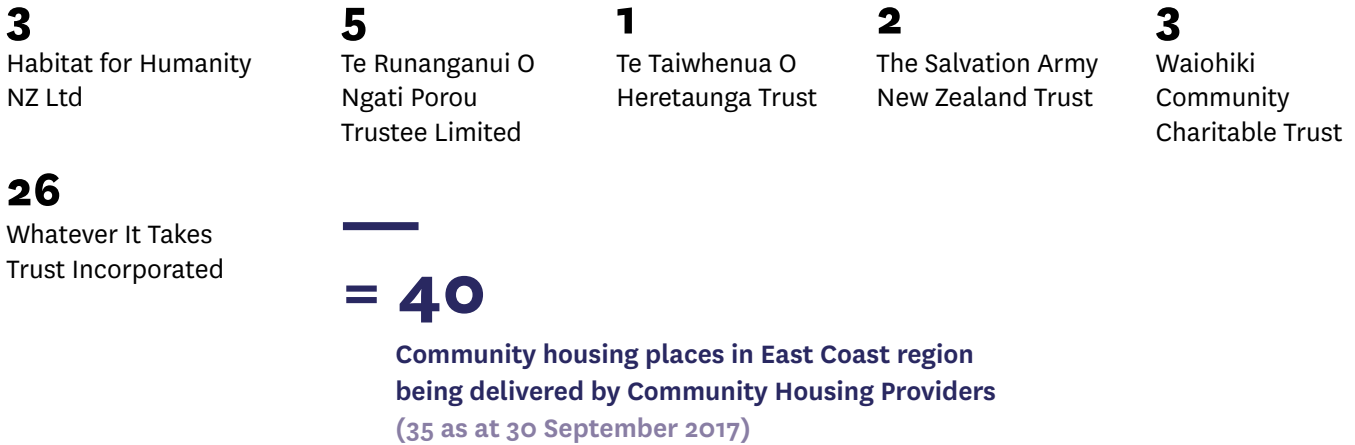 3
Habitat for Humanity
NZ Ltd
5
Te Runanganui O
Ngati Porou
Trustee Limited
1
Te Taiwhenua O
Heretaunga Trust
2
The Salvation Army
New Zealand Trust
3
Waiohiki
Community
Charitable Trust
26
Whatever It Takes
Trust Incorporated
= 40
Community housing places in East Coast region
being delivered by Community Housing Providers
(35 as at 30 September 2017)